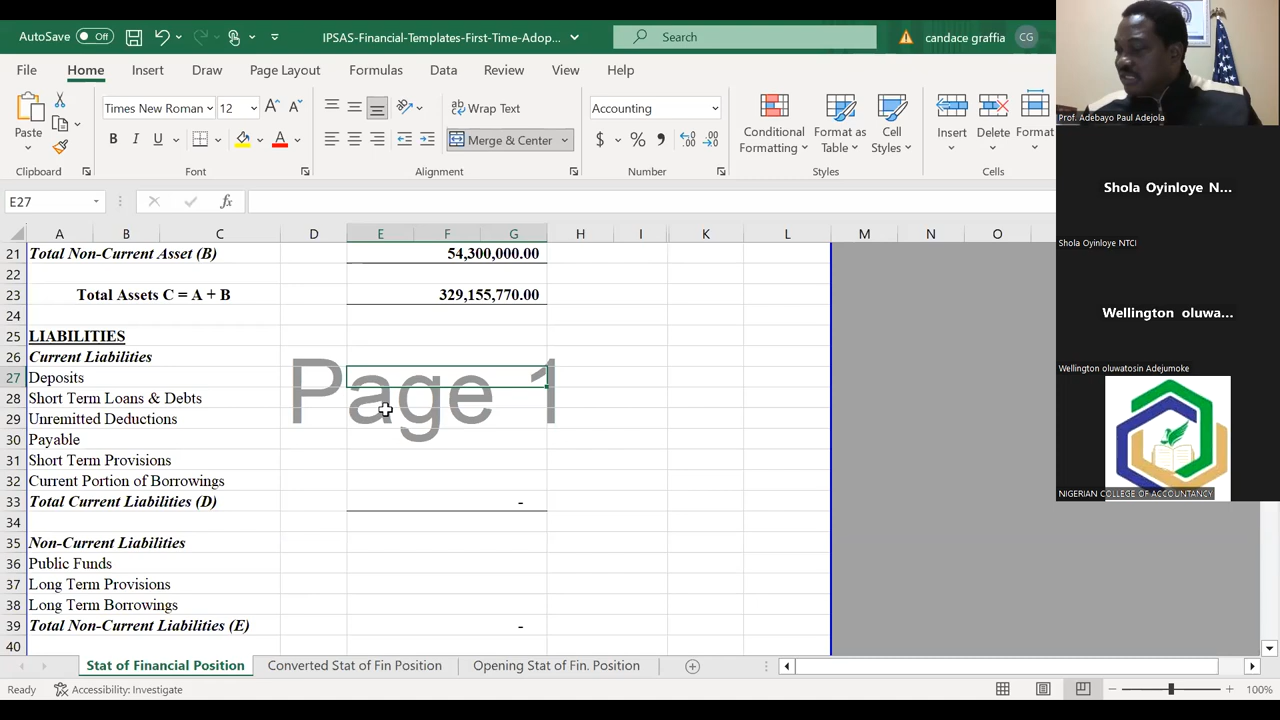 AutoSave Off IPSAS-Financial-Templates-First-Time-Adop... Search candace graffia CG
File Home Insert Draw Page Layout Formulas Data Review View Help
Times New Roman 12 Wrap Text Accounting
Paste B I U A Merge & Center $ % Conditional Formatting Format as Table Cell Styles Insert Delete Format
Clipboard Font Alignment Number Styles Cells
E27 fx
A B C D E F G H I J K L M N O
21 Total Non-Current Asset (B) 54,300,000.00
22
23 Total Assets C = A + B 329,155,770.00
24
25 LIABILITIES
26 Current Liabilities
27 Deposits
28 Short Term Loans & Debts
29 Unremitted Deductions
30 Payable
31 Short Term Provisions
32 Current Portion of Borrowings
33 Total Current Liabilities (D) -
34
35 Non-Current Liabilities
36 Public Funds
37 Long Term Provisions
38 Long Term Borrowings
39 Total Non-Current Liabilities (E) -
40
Page 1
Stat of Financial Position Converted Stat of Fin Position Opening Stat of Fin. Position
Ready Accessibility: Investigate 100%
Prof. Adebayo Paul Adejola
Shola Oyinloye N...
Shola Oyinloye NTCI
Wellington oluwa...
Wellington oluwatosin Adejumoke
NIGERIAN COLLEGE OF ACCOUNTANCY